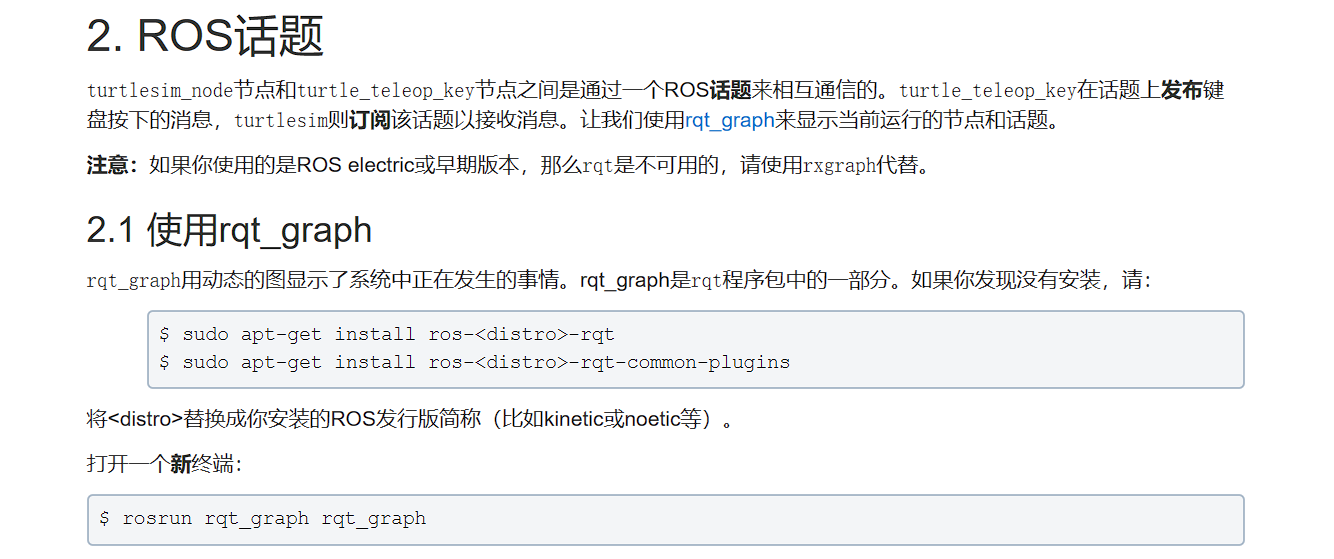 2. ROS话题
turtlesim_node节点和turtle_teleop_key节点之间是通过一个ROS话题来相互通信的。turtle_teleop_key在话题上发布键
盘按下的消息，turtlesim则订阅该话题以接收消息。让我们使用rqt_graph来显示当前运行的节点和话题。
注意：如果你使用的是ROS electric或早期版本，那么rqt是不可用的，请使用rxgraph代替。
2.1 使用rqt_graph
rqt_graph用动态的图显示了系统中正在发生的事情。rqt_graph是rqt程序包中的一部分。如果你发现没有安装，请：
$ sudo apt-get install ros-<distro>-rqt
$ sudo apt-get install ros-<distro>-rqt-common-plugins
将<distro>替换成你安装的ROS发行版简称（比如kinetic或noetic等）。
打开一个新终端：
$ rosrun rqt_graph rqt_graph